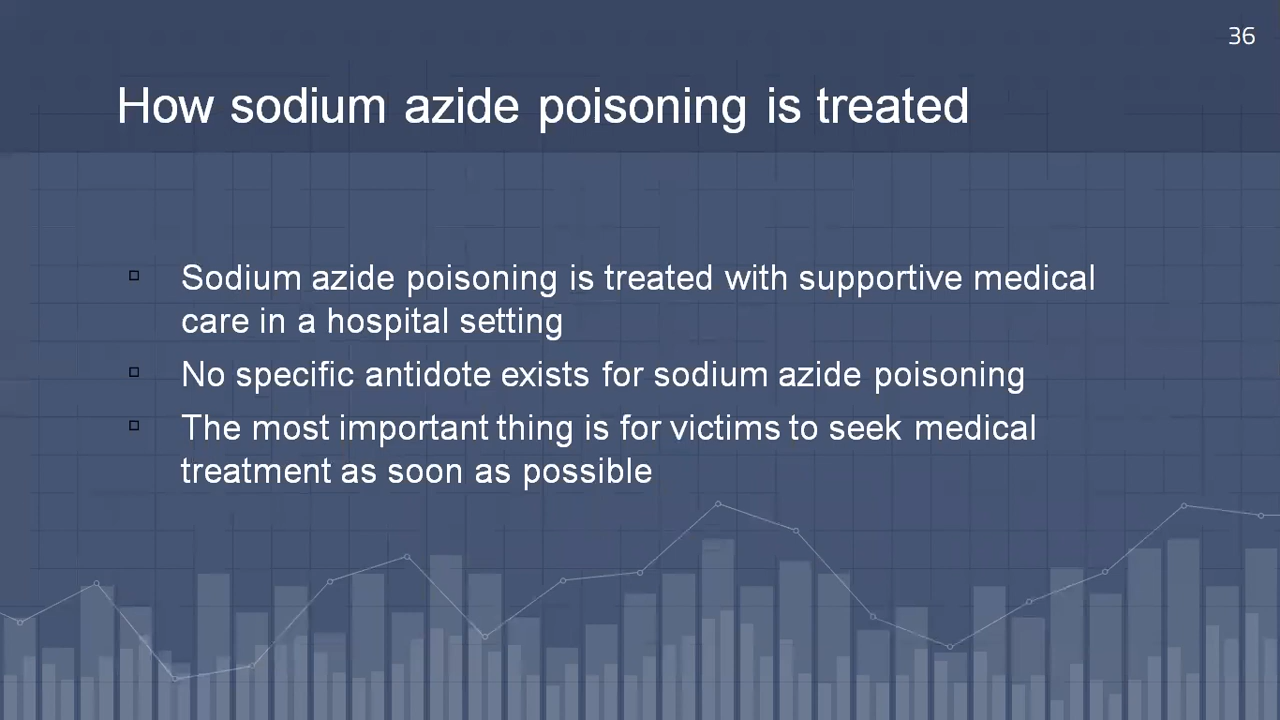 36
How sodium azide poisoning is treated
Sodium azide poisoning is treated with supportive medical
care in a hospital setting
No specific antidote exists for sodium azide poisoning
The most important thing is for victims to seek medical
treatment as soon as possible